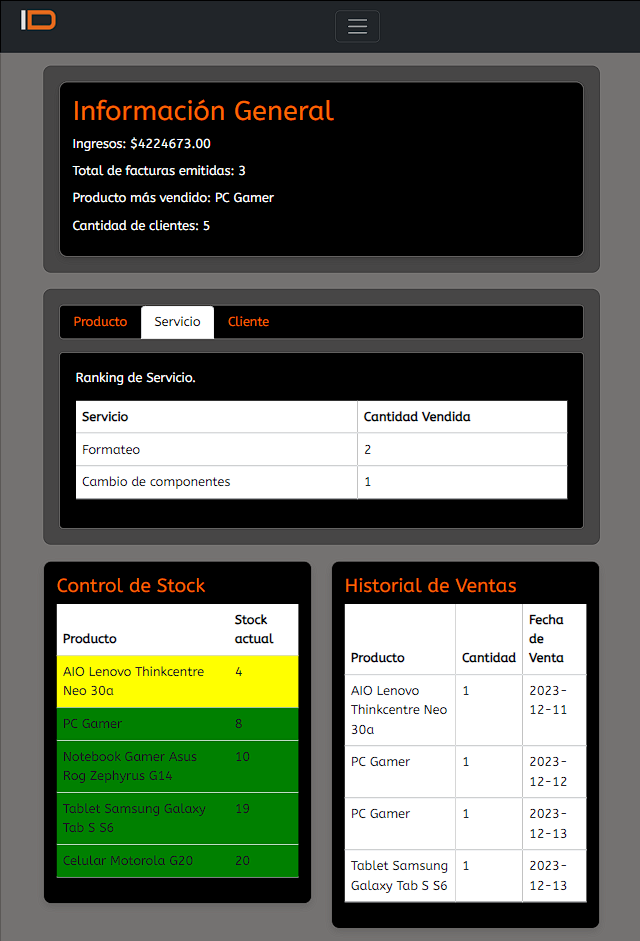 ID
Información General
Ingresos: $4224673.00
Total de facturas emitidas: 3
Producto más vendido: PC Gamer
Cantidad de clientes: 5
Producto Servicio Cliente
Ranking de Servicio.
Servicio Cantidad Vendida
Formateo 2
Cambio de componentes 1
Control de Stock
Producto Stock
actual
AIO Lenovo Thinkcentre 4
Neo 30a
PC Gamer 8
Notebook Gamer Asus 10
Rog Zephyrus G14
Tablet Samsung Galaxy 19
Tab S S6
Celular Motorola G20 20
Historial de Ventas
Producto Cantidad Fecha
de
Venta
AIO Lenovo 1 2023-
Thinkcentre Neo 12-11
30a
PC Gamer 1 2023-
12-12
PC Gamer 1 2023-
12-13
Tablet Samsung 1 2023-
Galaxy Tab S S6 12-13